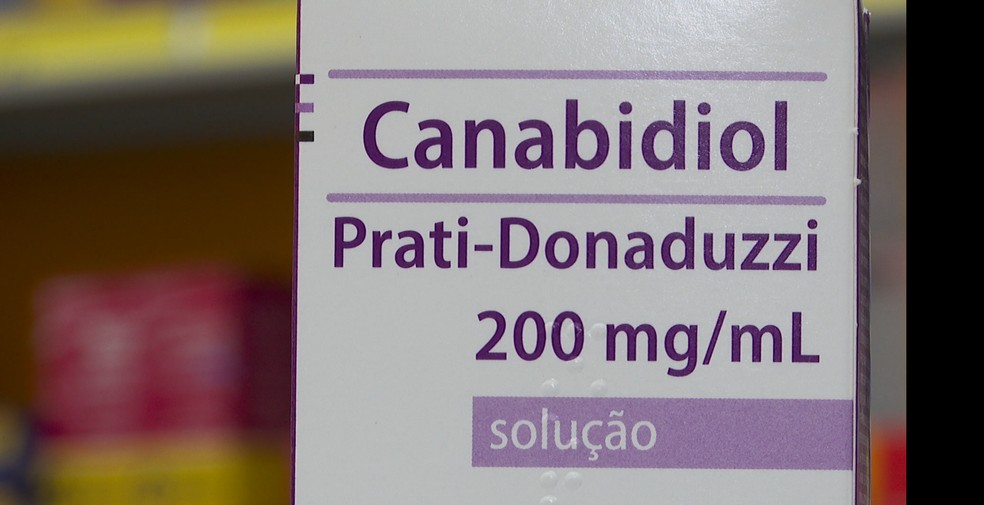 Canabidiol
Prati-Donaduzzi
200 mg/mL
solução